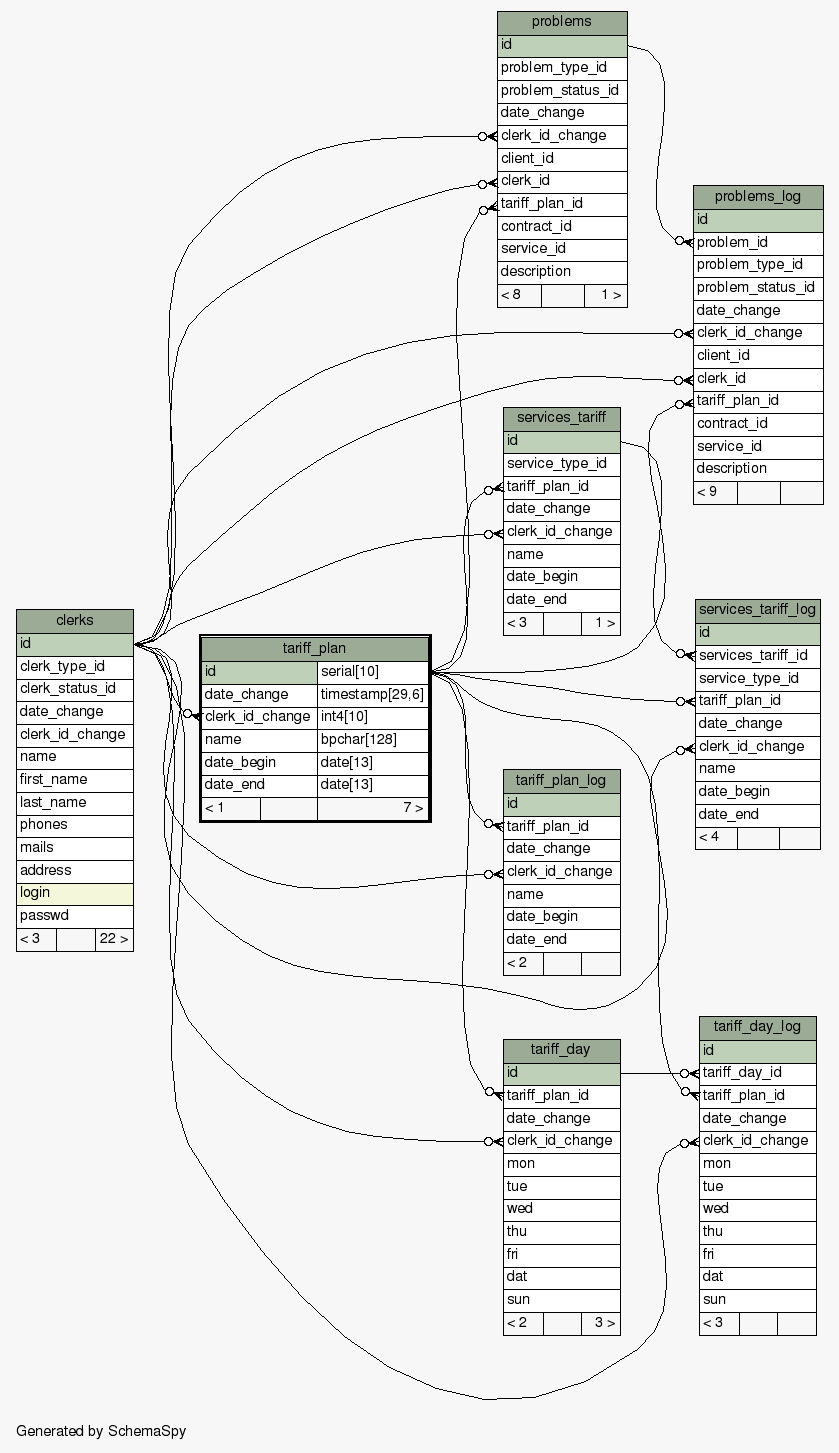 problems
id
problem_type_id
problem_status_id
date_change
clerk_id_change
client_id
clerk_id
tariff_plan_id
contract_id
service_id
description
< 8 1 >
problems_log
id
problem_id
problem_type_id
problem_status_id
date_change
clerk_id_change
client_id
clerk_id
tariff_plan_id
contract_id
service_id
description
< 9
services_tariff
id
service_type_id
tariff_plan_id
date_change
clerk_id_change
name
date_begin
date_end
< 3 1 >
clerks
id
clerk_type_id
clerk_status_id
date_change
clerk_id_change
name
first_name
last_name
phones
mails
address
login
passwd
< 3 22 >
tariff_plan
id serial[10]
date_change timestamp[29,6]
clerk_id_change int4[10]
name bpchar[128]
date_begin date[13]
date_end date[13]
< 1 7 >
services_tariff_log
id
services_tariff_id
service_type_id
tariff_plan_id
date_change
clerk_id_change
name
date_begin
date_end
< 4
tariff_plan_log
id
tariff_plan_id
date_change
clerk_id_change
name
date_begin
date_end
< 2
tariff_day
id
tariff_plan_id
date_change
clerk_id_change
mon
tue
wed
thu
fri
dat
sun
< 2 3 >
tariff_day_log
id
tariff_day_id
tariff_plan_id
date_change
clerk_id_change
mon
tue
wed
thu
fri
dat
sun
< 3
Generated by SchemaSpy